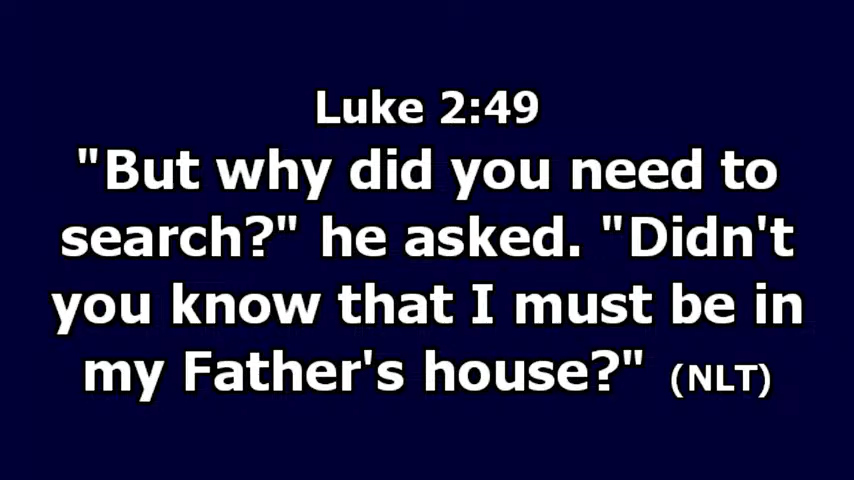 Luke 2:49
"But why did you need to
search?" he asked. "Didn't
you know that I must be in
my Father's house?" (NLT)